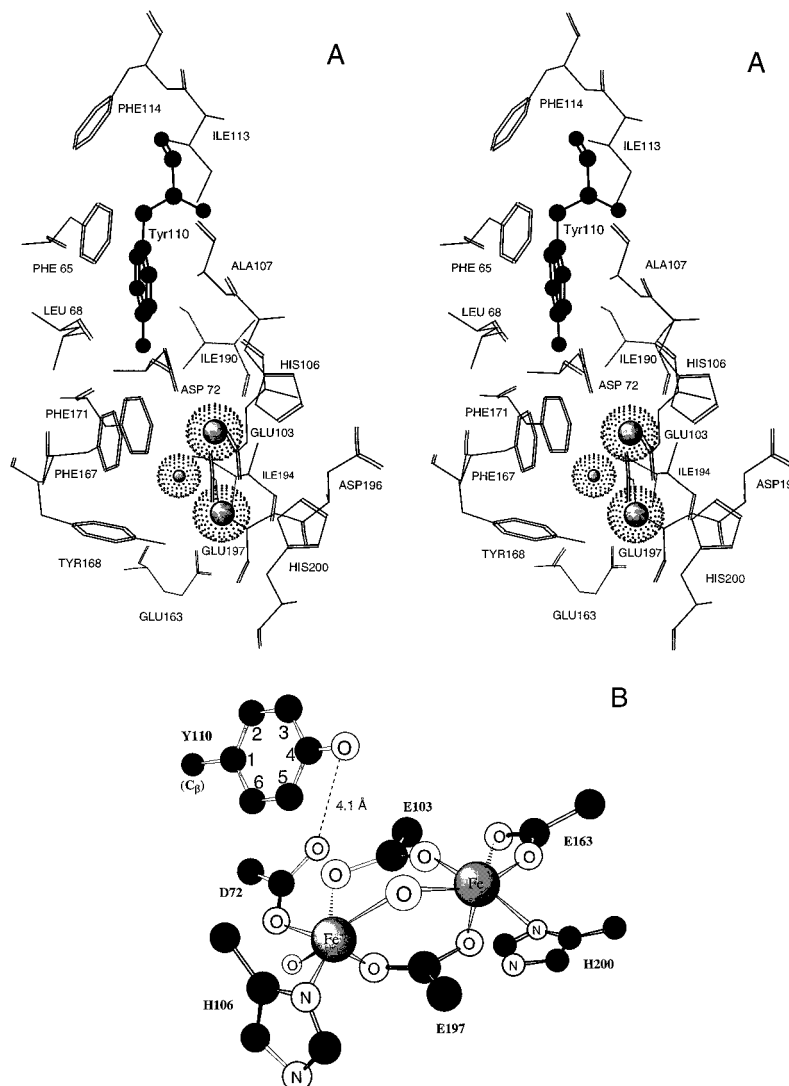 A
PHE114
ILE113
Tyr110
PHE 65
ALA107
LEU 68
ILE190
HIS106
ASP 72
PHE171
GLU103
PHE167
ILE194
ASP196
GLU197
TYR168
HIS200
GLU163
A
PHE114
ILE113
Tyr110
PHE 65
ALA107
LEU 68
ILE190
HIS106
ASP 72
PHE171
GLU103
PHE167
ILE194
ASP19
GLU197
TYR168
HIS200
GLU163
B
Y110
(Cβ)
1
2
3
4
5
6
O
4.1 Å
E103
E163
O
O
O
O
O
O
Fe
D72
O
Fe
O
O
O
N
N
H200
H106
N
N
E197